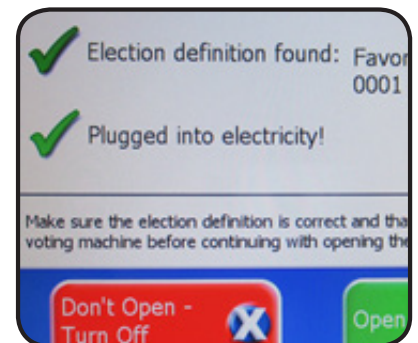 Election definition found: Favor
0001
Plugged into electricity!
Make sure the election definition is correct and tha
voting machine before continuing with opening the
Don't Open -
Turn Off
Open